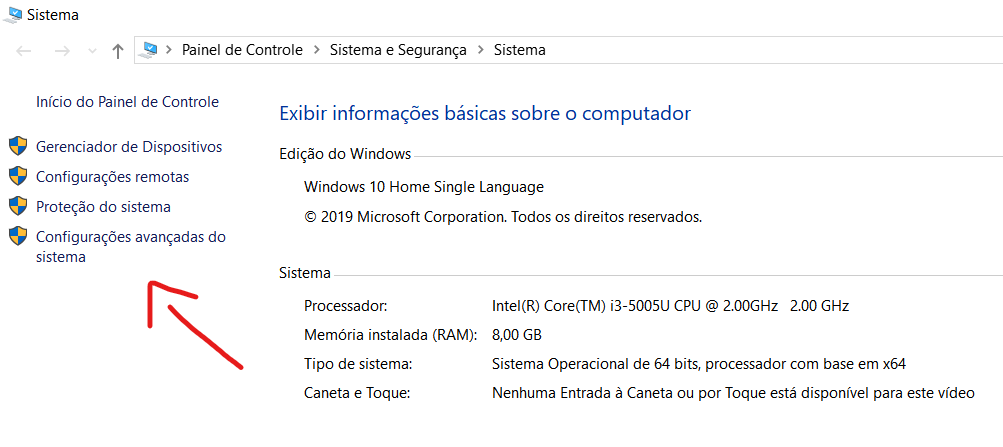 Sistema
Painel de Controle > Sistema e Segurança > Sistema
Início do Painel de Controle
Gerenciador de Dispositivos
Configurações remotas
Proteção do sistema
Configurações avançadas do
sistema
Exibir informações básicas sobre o computador
Edição do Windows
Windows 10 Home Single Language
© 2019 Microsoft Corporation. Todos os direitos reservados.
Sistema
Processador: Intel(R) Core(TM) i3-5005U CPU @ 2.00GHz 2.00 GHz
Memória instalada (RAM): 8,00 GB
Tipo de sistema: Sistema Operacional de 64 bits, processador com base em x64
Caneta e Toque: Nenhuma Entrada à Caneta ou por Toque está disponível para este vídeo